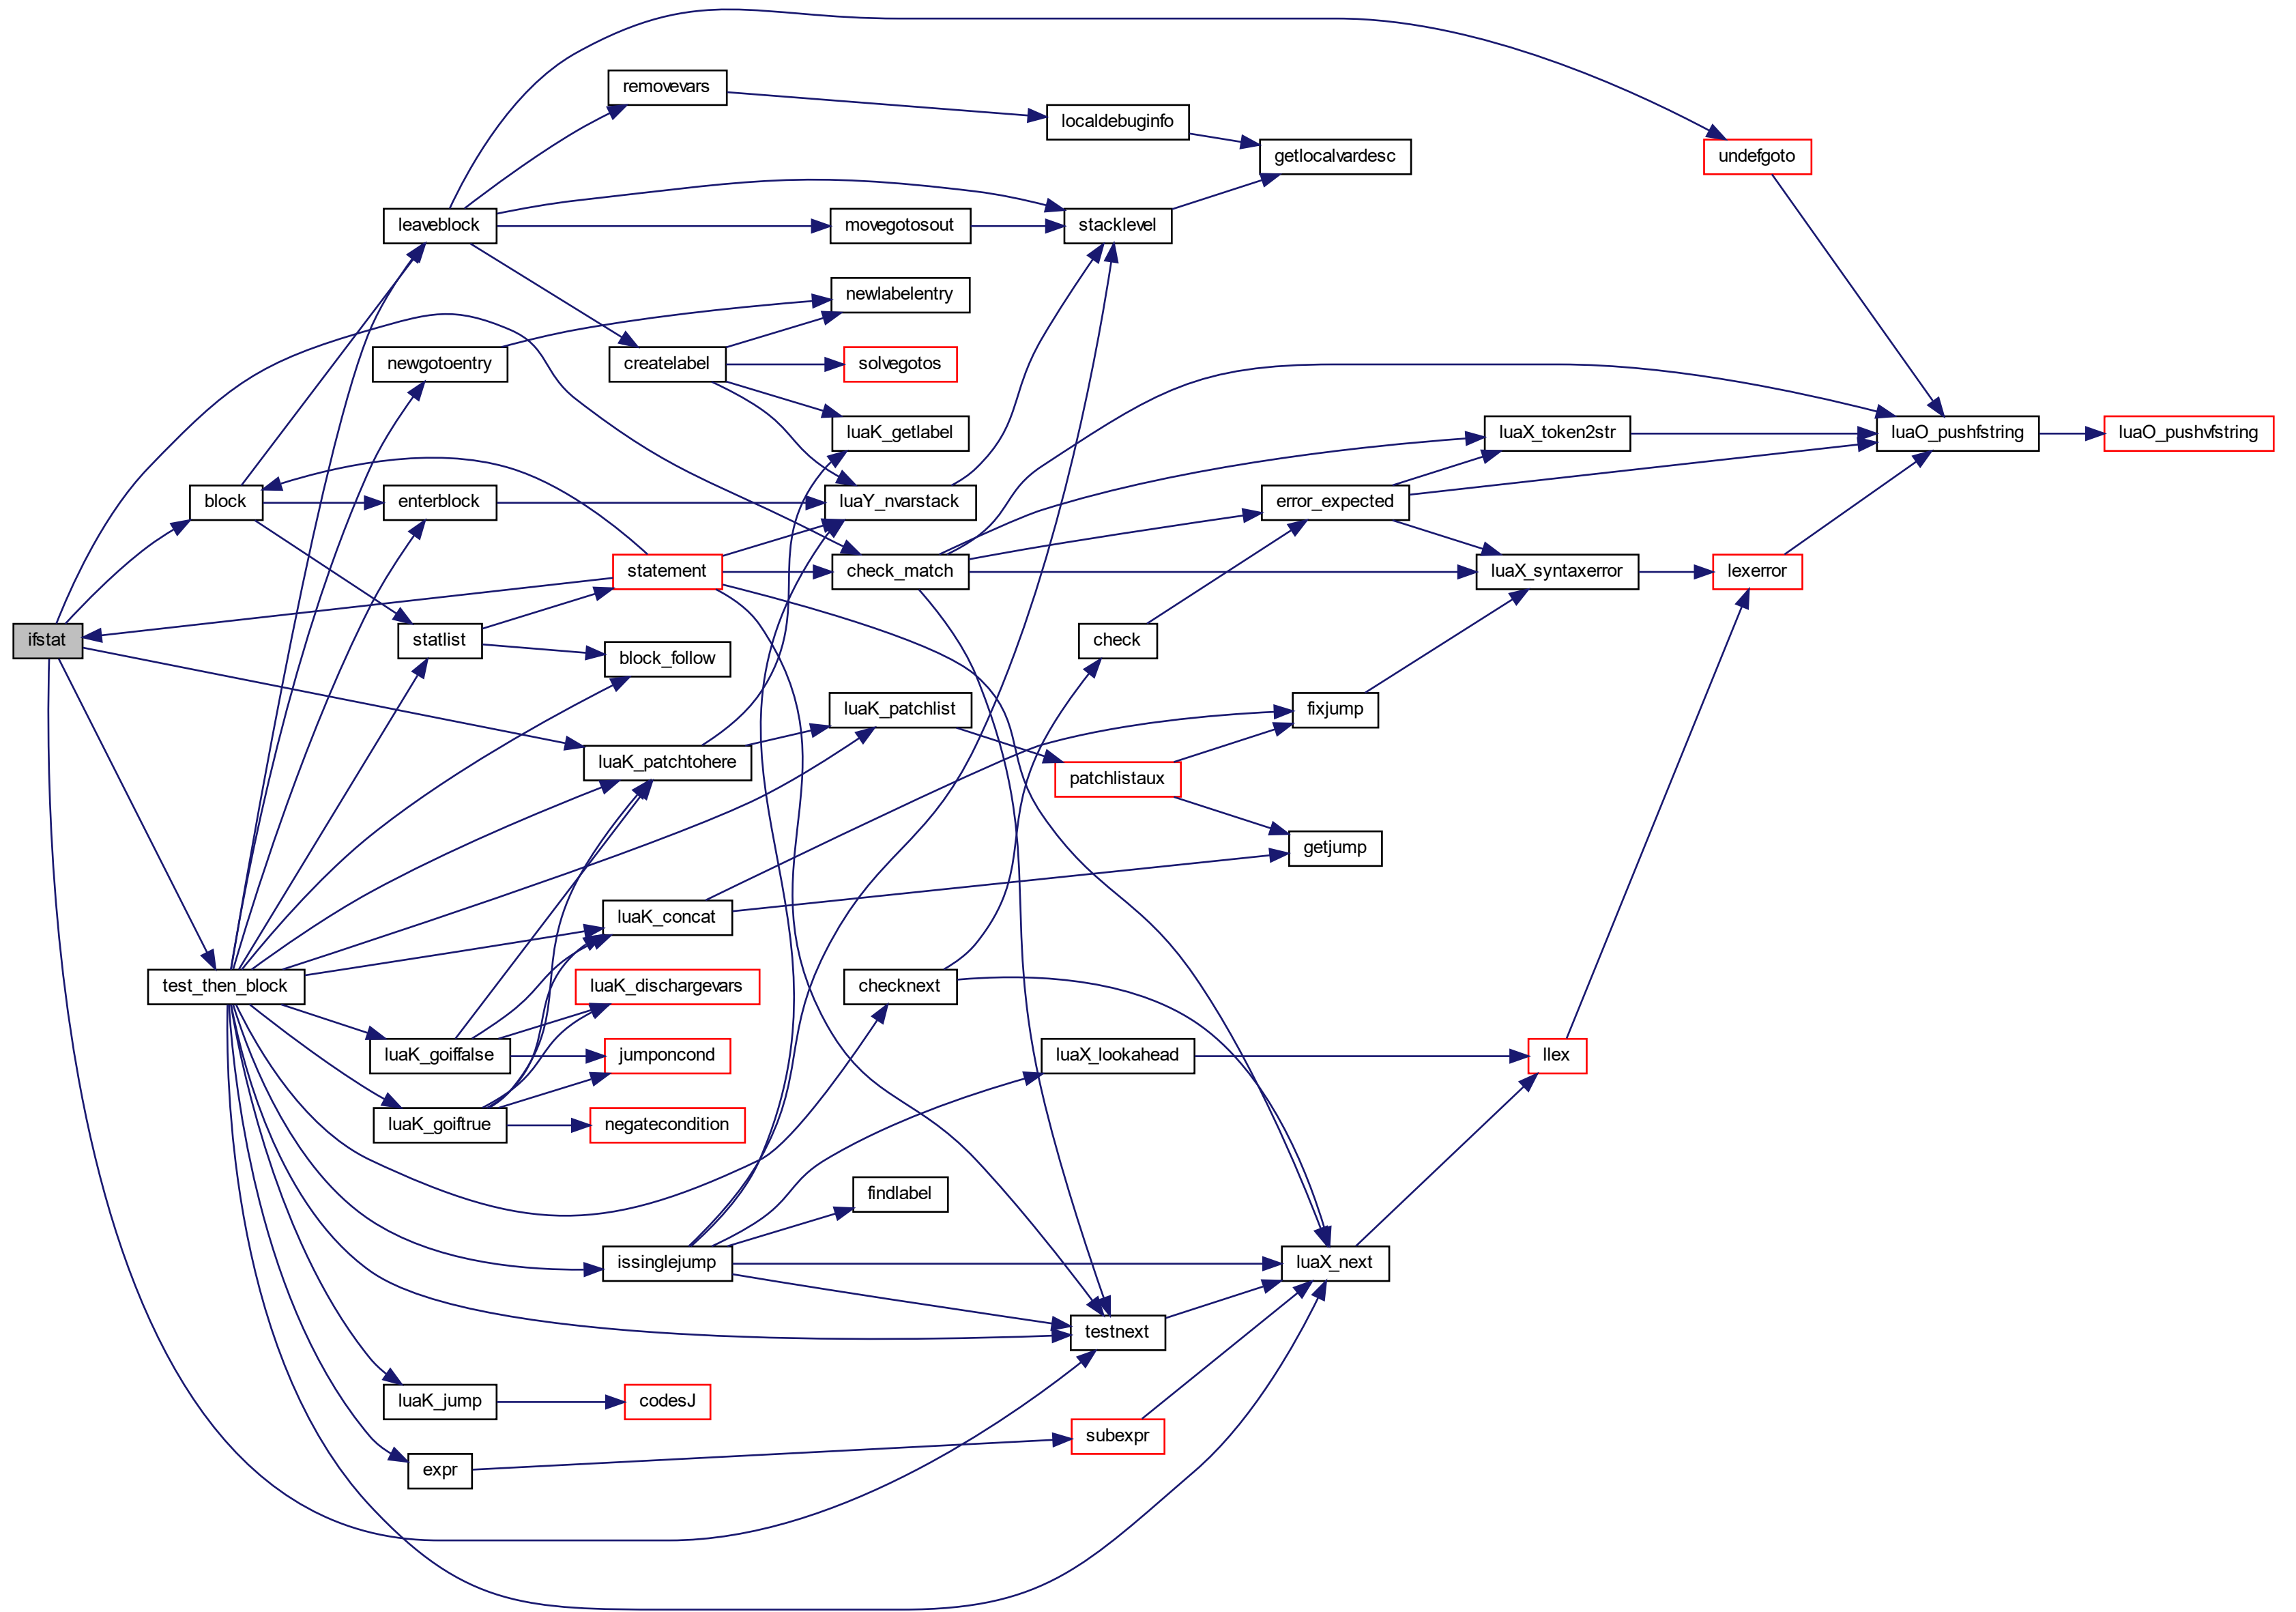 removevars
localdebuginfo
getlocalvardesc
undefgoto
leaveblock
movegotosout
stacklevel
newlabelentry
newgotoentry
createlabel
solvegotos
luaK_getlabel
luaX_token2str
luaO_pushfstring
luaO_pushvfstring
block
enterblock
luaY_nvarstack
error_expected
statement
check_match
luaX_syntaxerror
lexerror
ifstat
statlist
block_follow
check
luaK_patchlist
fixjump
luaK_patchtohere
patchlistaux
getjump
luaK_concat
test_then_block
luaK_dischargevars
checknext
luaK_goiffalse
jumponcond
luaX_lookahead
llex
luaK_goiftrue
negatecondition
findlabel
issinglejump
luaX_next
testnext
luaK_jump
codesJ
subexpr
expr